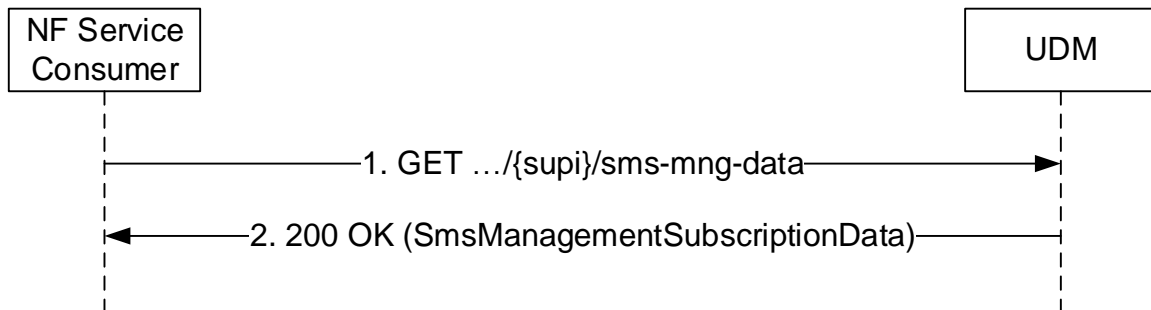 NF Service
Consumer
UDM
1. GET …/{supi}/sms-mng-data
2. 200 OK (SmsManagementSubscriptionData)